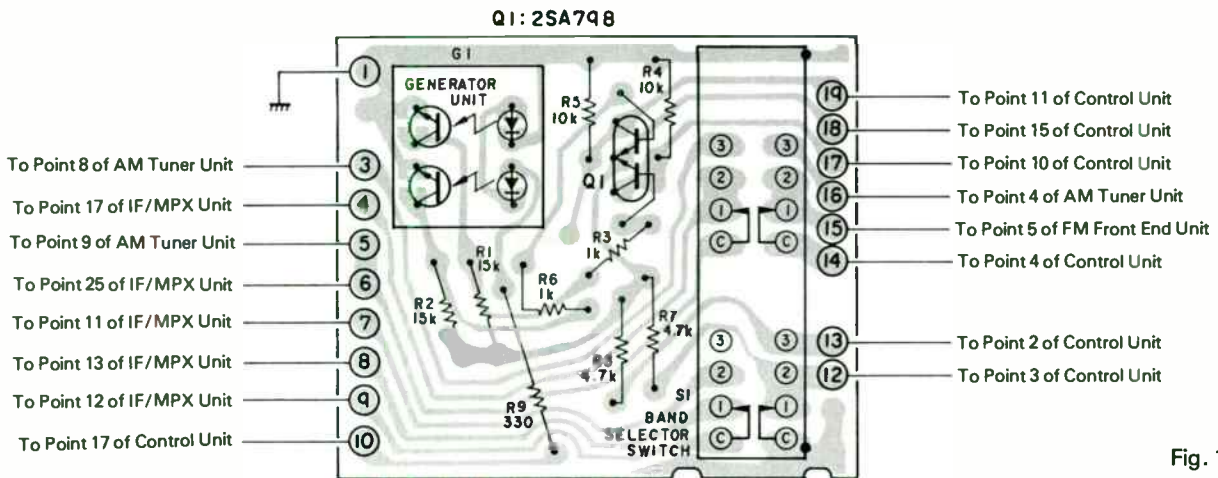 Q1: 2SA798
G1
GENERATOR
UNIT
R5
10k
R4
10k
Q1
R3
1k
R1
15k
R2
15k
R6
1k
R7
4.7k
4.7k
R9
330
S1
BAND
SELECTOR
SWITCH
3 3
2 2
1 1
C C
3 3
2 2
1 1
C C
1
3
4
5
6
7
8
9
10
To Point 8 of AM Tuner Unit
To Point 17 of IF/MPX Unit
To Point 9 of AM Tuner Unit
To Point 25 of IF/MPX Unit
To Point 11 of IF/MPX Unit
To Point 13 of IF/MPX Unit
To Point 12 of IF/MPX Unit
To Point 17 of Control Unit
19
18
17
16
15
14
13
12
To Point 11 of Control Unit
To Point 15 of Control Unit
To Point 10 of Control Unit
To Point 4 of AM Tuner Unit
To Point 5 of FM Front End Unit
To Point 4 of Control Unit
To Point 2 of Control Unit
To Point 3 of Control Unit
Fig.